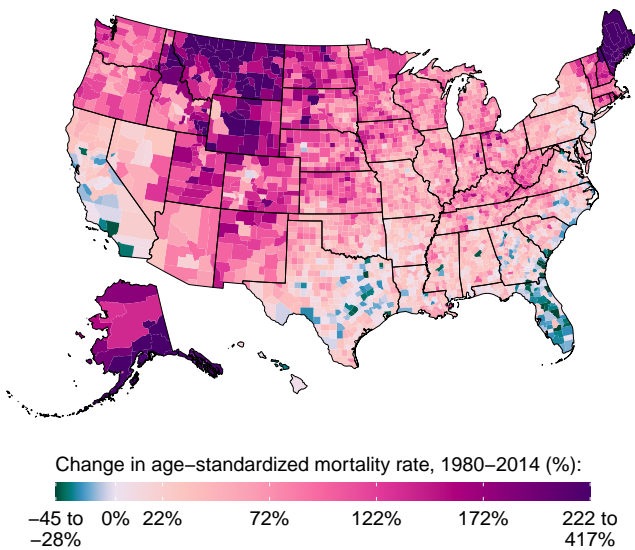 Change in age−standardized mortality rate, 1980−2014 (%):
−45 to −28% 0% 22% 72% 122% 172% 222 to 417%